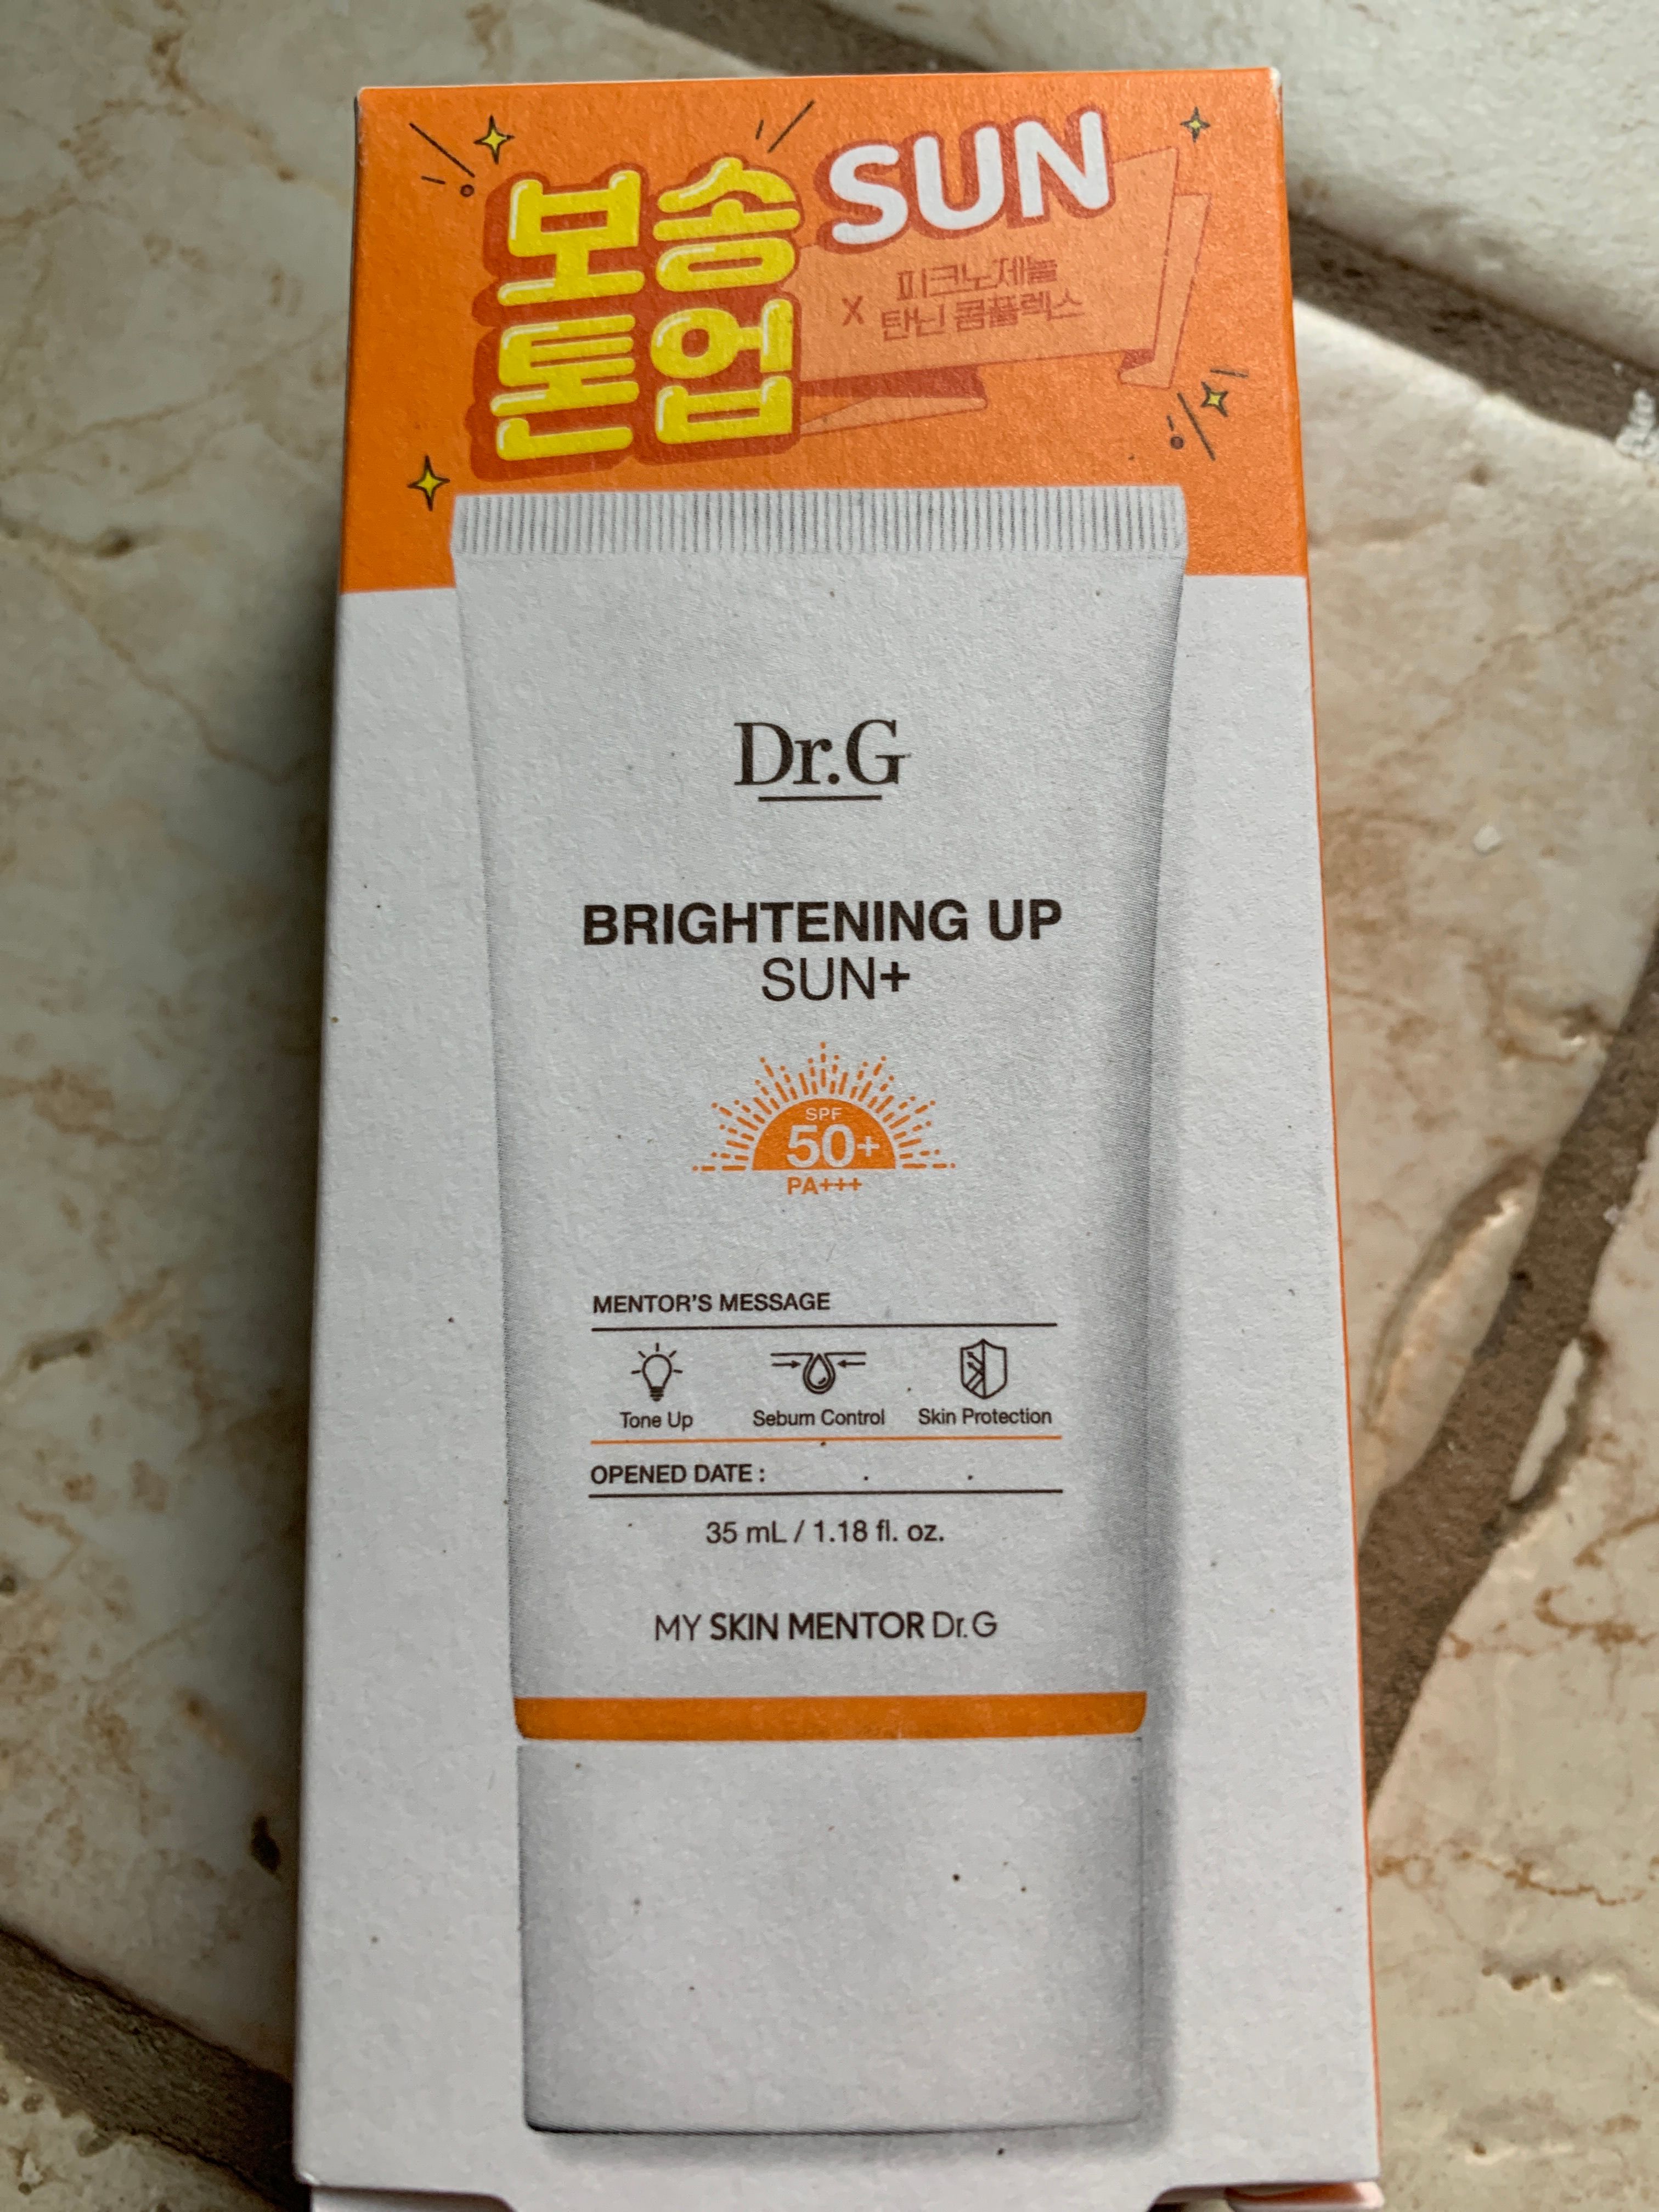 보송 SUN
톤업
피크노제놀
x 탄닌 콤플렉스
Dr.G
BRIGHTENING UP
SUN+
SPF
50+
PA+++
MENTOR'S MESSAGE
Tone Up Sebum Control Skin Protection
OPENED DATE : . .
35 mL / 1.18 fl. oz.
MY SKIN MENTOR Dr.G